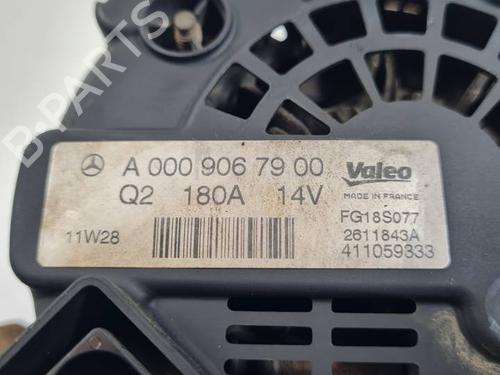 B-PARTS
A 000 906 79 00
Q2 180A 14V
11W28
Valeo
MADE IN FRANCE
FG18S077
2611843A
411059333